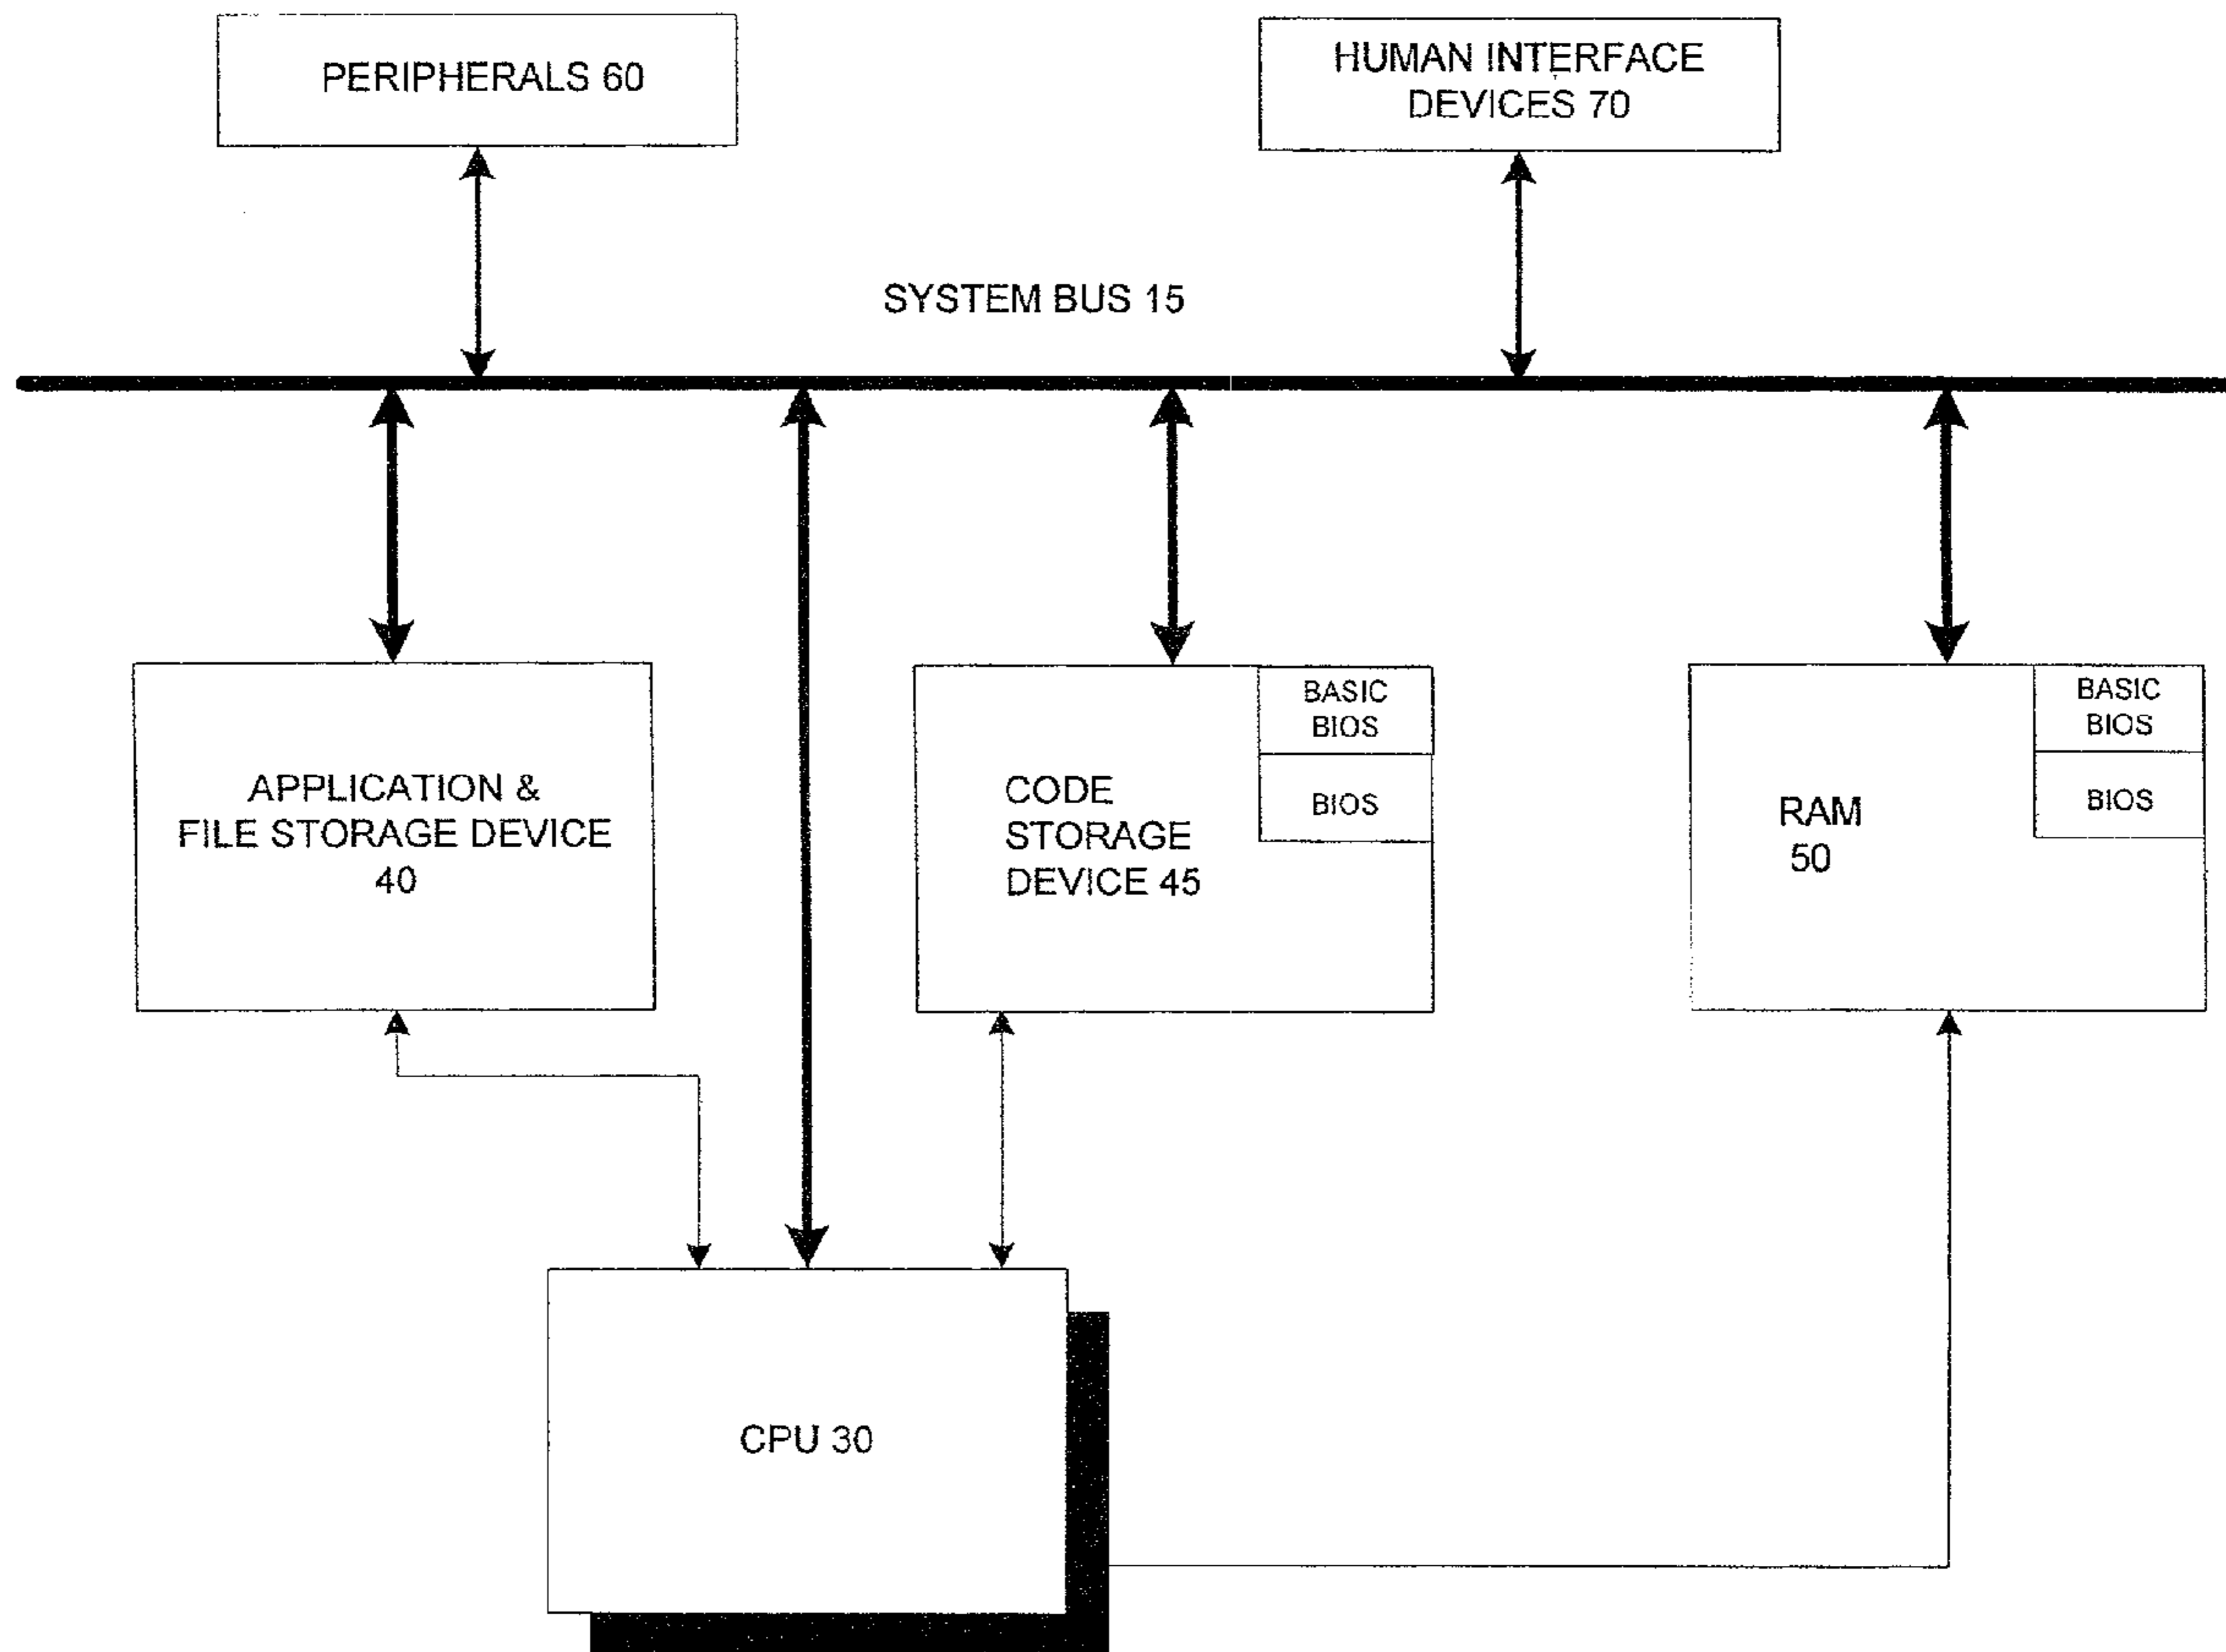 PERIPHERALS 60
HUMAN INTERFACE
DEVICES 70
SYSTEM BUS 15
APPLICATION &
FILE STORAGE DEVICE
40
CODE
STORAGE
DEVICE 45
BASIC
BIOS
BIOS
RAM
50
BASIC
BIOS
BIOS
CPU 30